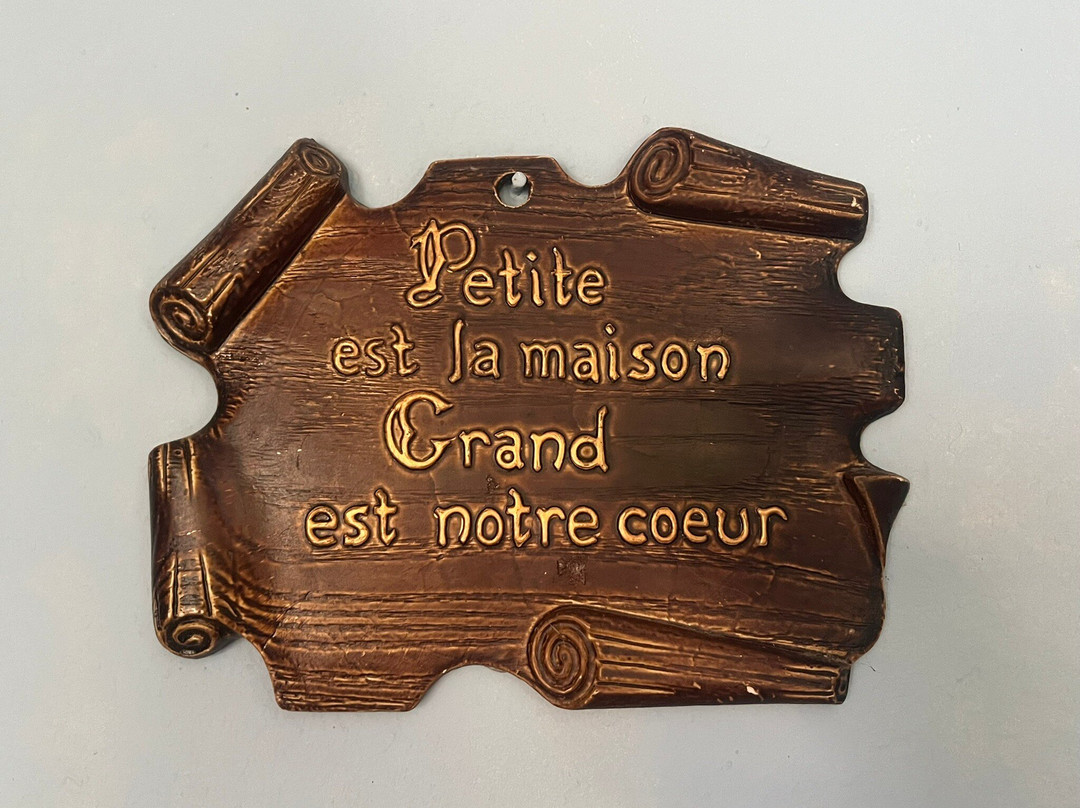 Petite
est la maison
Grand
est notre coeur